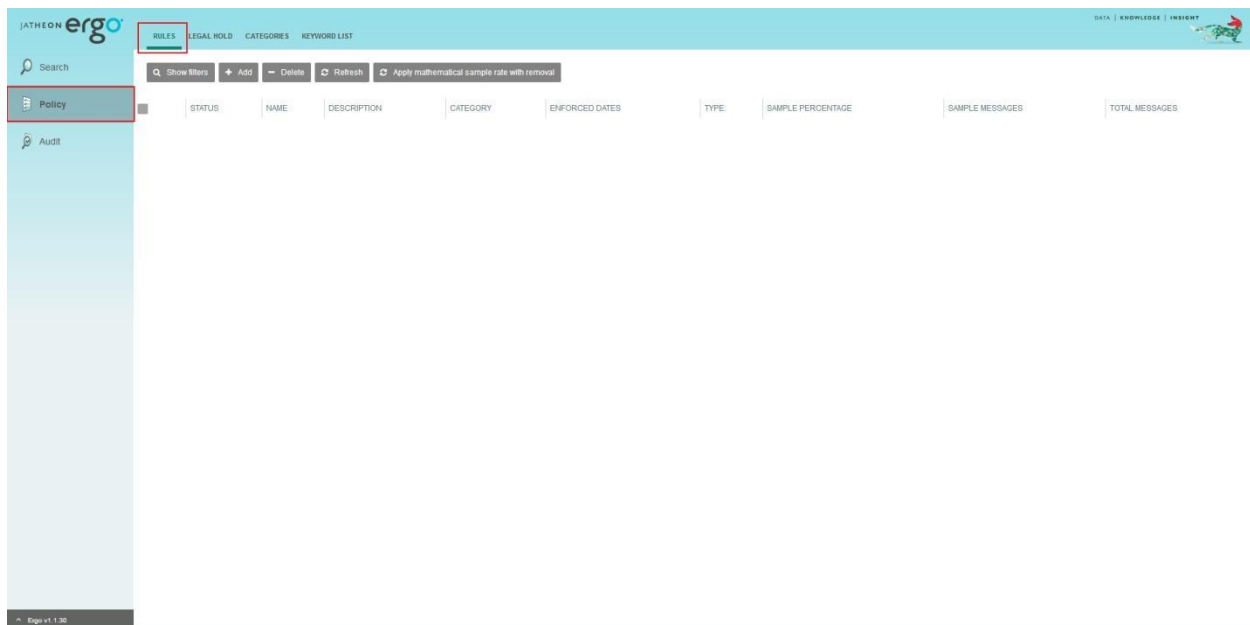 JATHEON ergo
DATA | KNOWLEDGE | INSIGHT
RULES LEGAL HOLD CATEGORIES KEYWORD LIST
Search
Policy
Audit
Show filters + Add − Delete Refresh Apply mathematical sample rate with removal
STATUS NAME DESCRIPTION CATEGORY ENFORCED DATES TYPE SAMPLE PERCENTAGE SAMPLE MESSAGES TOTAL MESSAGES
Ergo v1.1.30